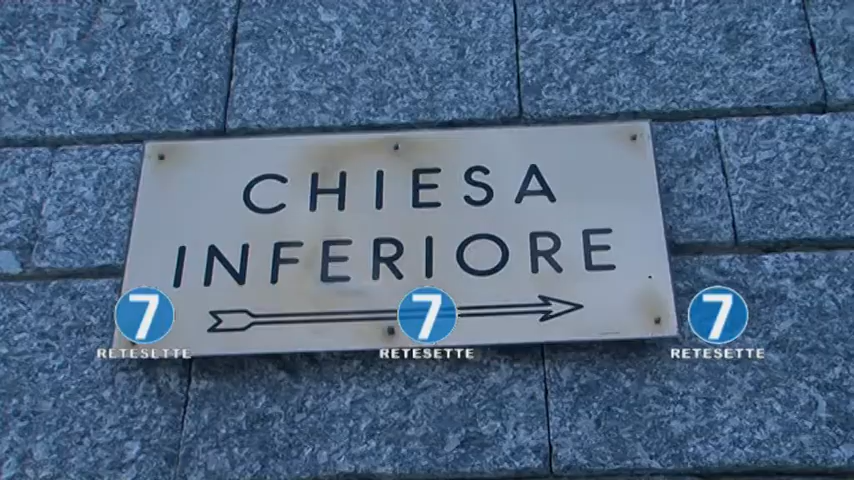 CHIESA
INFERIORE
7 7 7
RETESETTE RETESETTE RETESETTE